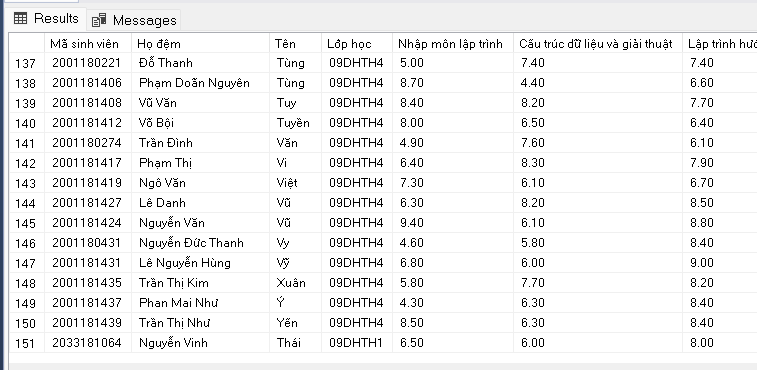 Results Messages
Mã sinh viên Họ đệm Tên Lớp học Nhập môn lập trình Cấu trúc dữ liệu và giải thuật Lập trình hướ
137 2001180221 Đỗ Thanh Tùng 09DHTH4 5.00 7.40 7.40
138 2001181406 Phạm Doãn Nguyên Tùng 09DHTH4 8.70 4.40 6.60
139 2001181408 Vũ Văn Tuy 09DHTH4 8.40 8.20 7.70
140 2001181412 Võ Bội Tuyền 09DHTH4 8.00 6.50 6.40
141 2001180274 Trần Đình Văn 09DHTH4 4.90 7.60 6.10
142 2001181417 Phạm Thị Vi 09DHTH4 6.40 8.30 7.90
143 2001181419 Ngô Văn Việt 09DHTH4 7.30 6.10 6.70
144 2001181427 Lê Danh Vũ 09DHTH4 6.30 8.20 8.50
145 2001181424 Nguyễn Văn Vũ 09DHTH4 9.40 6.10 8.80
146 2001180431 Nguyễn Đức Thanh Vy 09DHTH4 4.60 5.80 8.40
147 2001181431 Lê Nguyễn Hùng Vỹ 09DHTH4 6.80 6.00 9.00
148 2001181435 Trần Thị Kim Xuân 09DHTH4 5.80 7.70 8.20
149 2001181437 Phan Mai Như Ý 09DHTH4 4.30 6.30 8.40
150 2001181439 Trần Thị Như Yến 09DHTH4 8.50 6.30 8.40
151 2033181064 Nguyễn Vinh Thái 09DHTH1 6.50 6.00 8.00